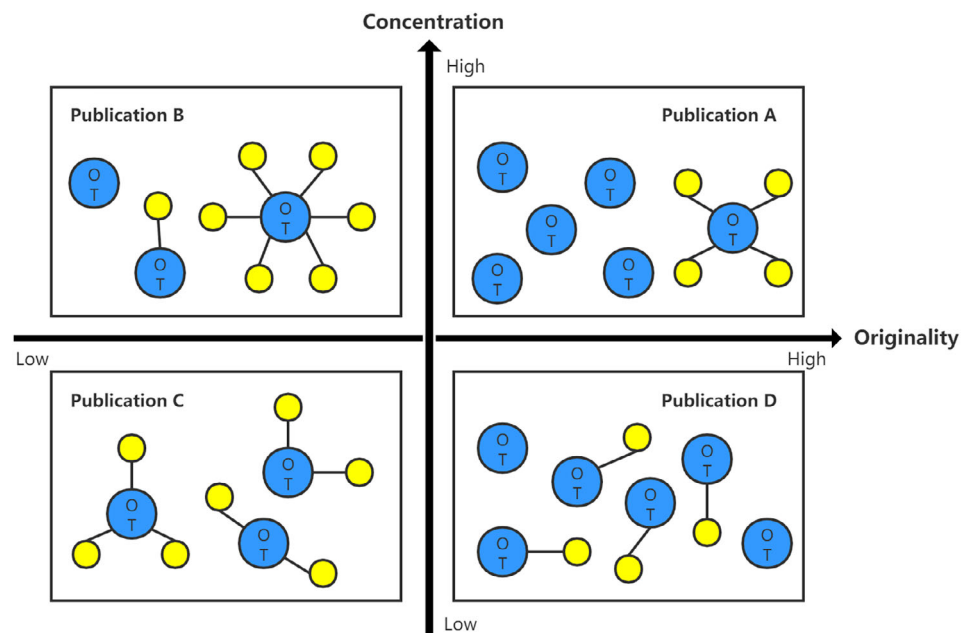 Concentration
High
Publication B
O
T
O
T
O
T
Publication A
O
T
O
T
O
T
O
T
O
T
O
T
Originality
Low
High
Publication C
O
T
O
T
O
T
Publication D
O
T
O
T
O
T
O
T
O
T
O
T
Low